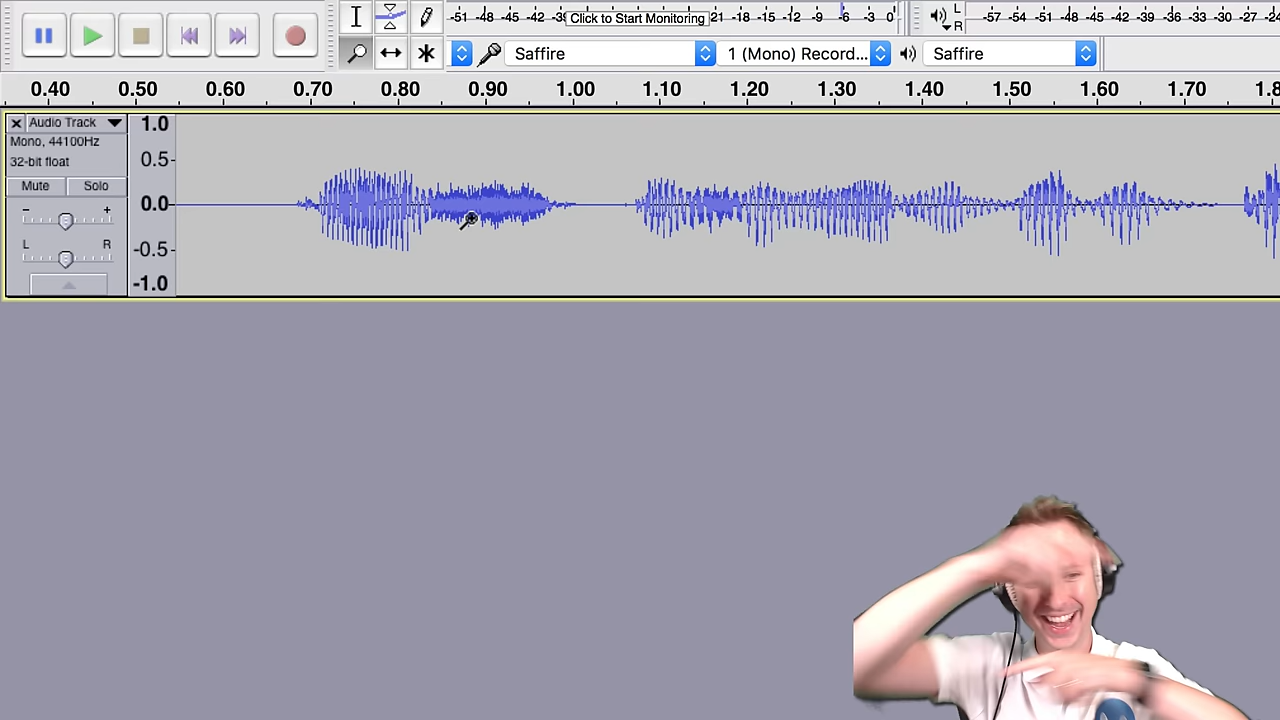 -51 -48 -45 -42 -39 Click to Start Monitoring 21 -18 -15 -12 -9 -6 -3 0
L
R
-57 -54 -51 -48 -45 -42 -39 -36 -33 -30 -27 -24
Saffire
1 (Mono) Record...
Saffire
0.40 0.50 0.60 0.70 0.80 0.90 1.00 1.10 1.20 1.30 1.40 1.50 1.60 1.70 1.8
Audio Track
Mono, 44100Hz
32-bit float
Mute Solo
- +
L R
1.0
0.5-
0.0-
-0.5-
-1.0